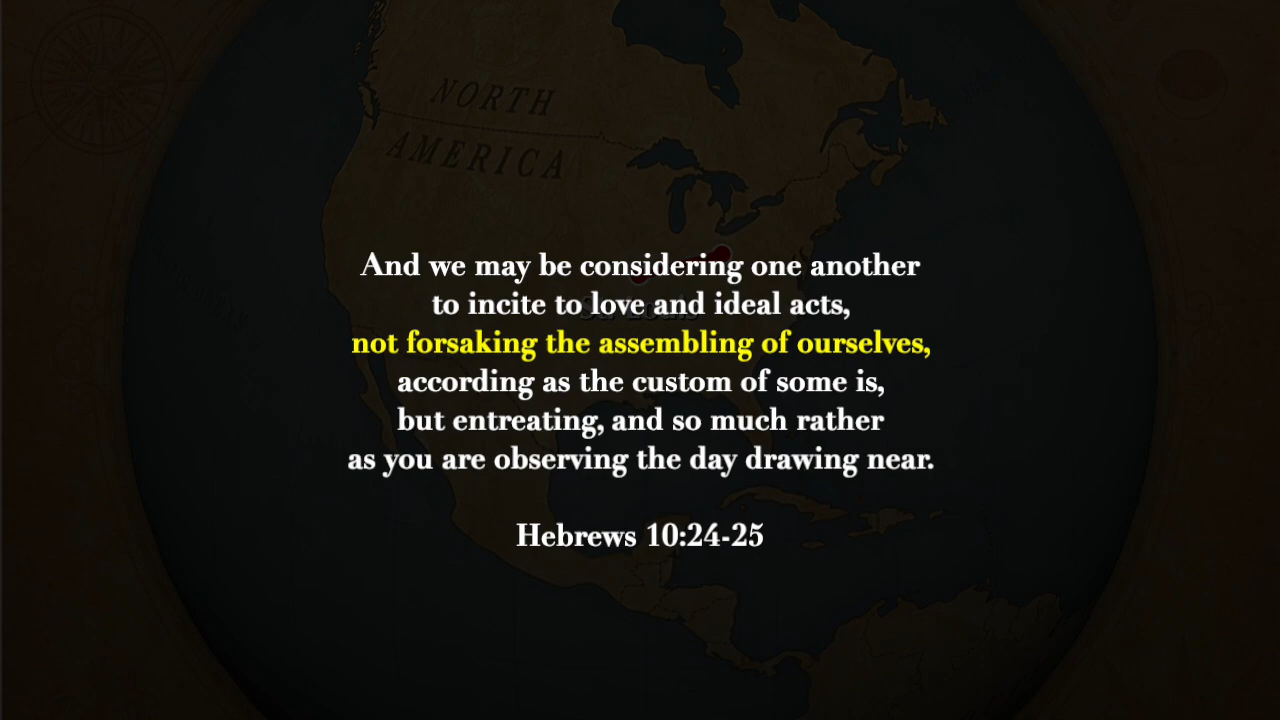 NORTH
AMERICA
And we may be considering one another
to incite to love and ideal acts,
not forsaking the assembling of ourselves,
according as the custom of some is,
but entreating, and so much rather
as you are observing the day drawing near.
Hebrews 10:24-25